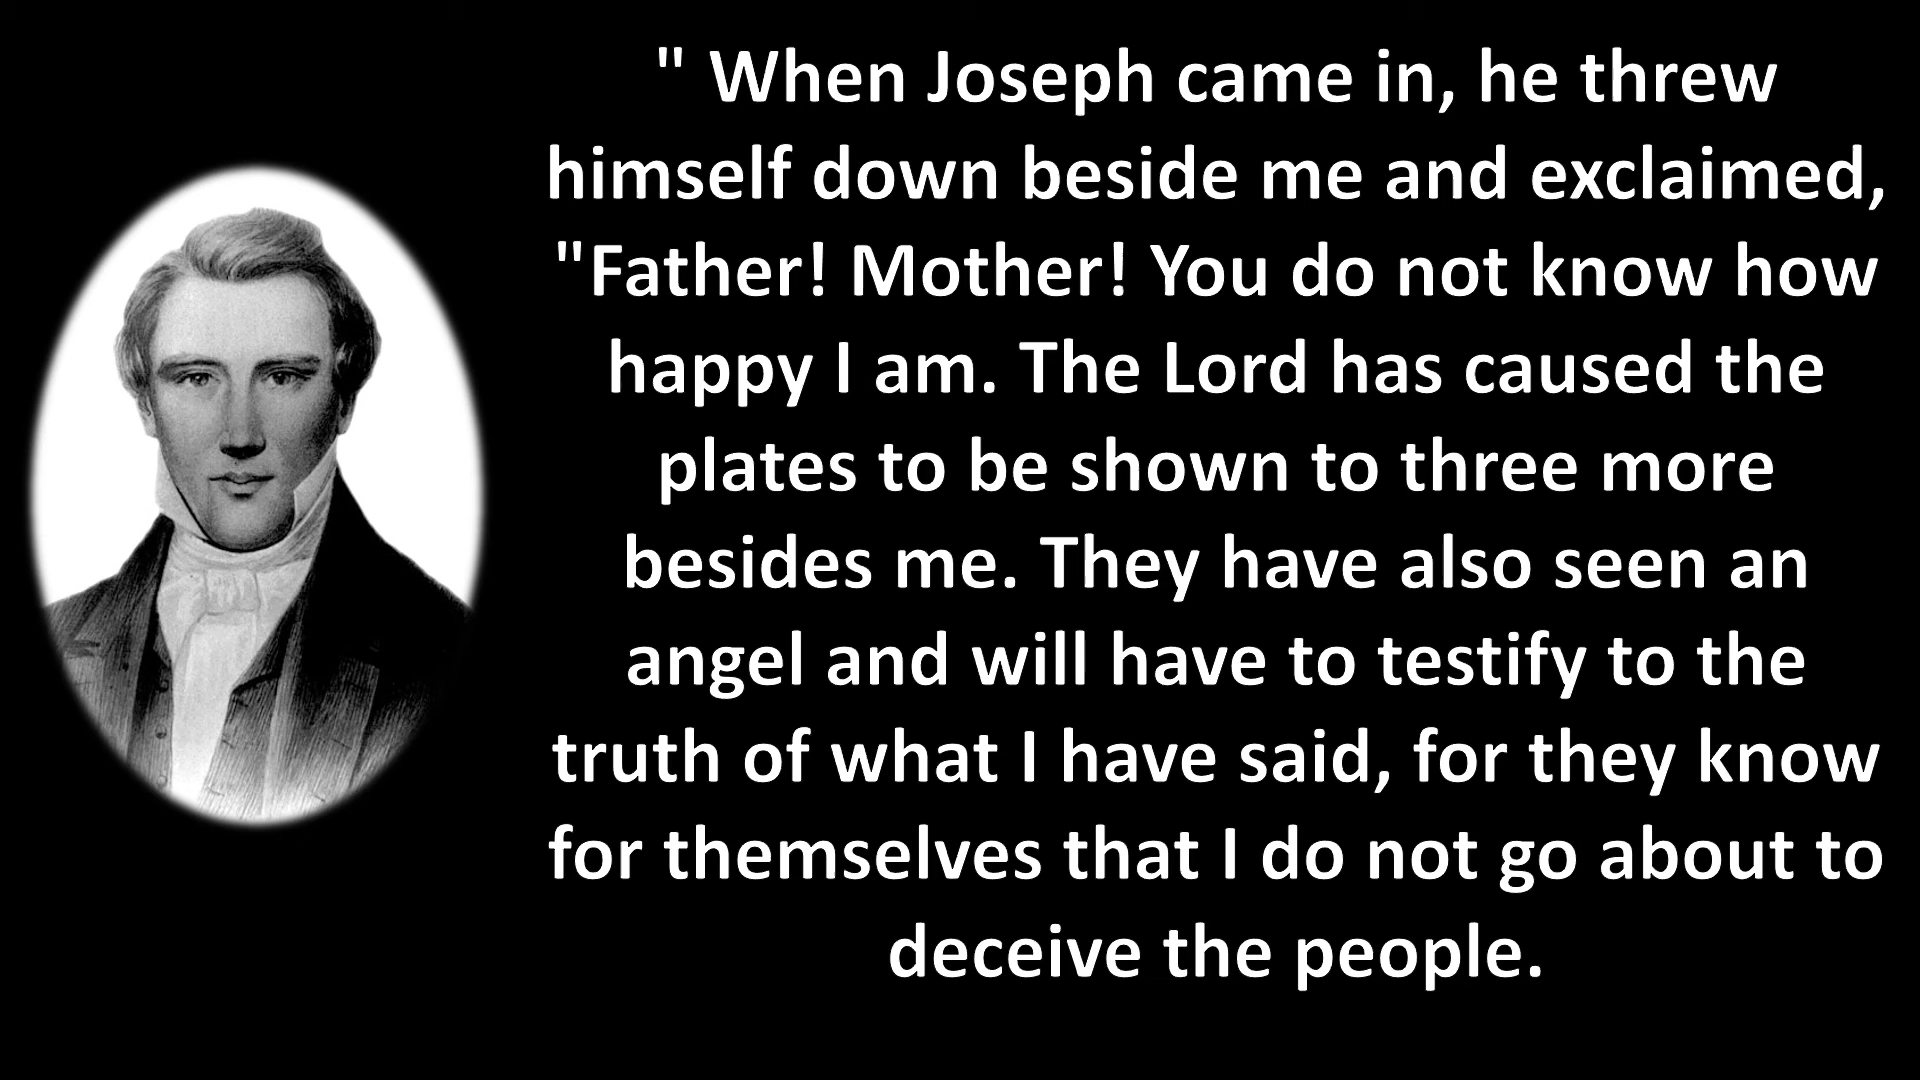 " When Joseph came in, he threw
himself down beside me and exclaimed,
"Father! Mother! You do not know how
happy I am. The Lord has caused the
plates to be shown to three more
besides me. They have also seen an
angel and will have to testify to the
truth of what I have said, for they know
for themselves that I do not go about to
deceive the people.